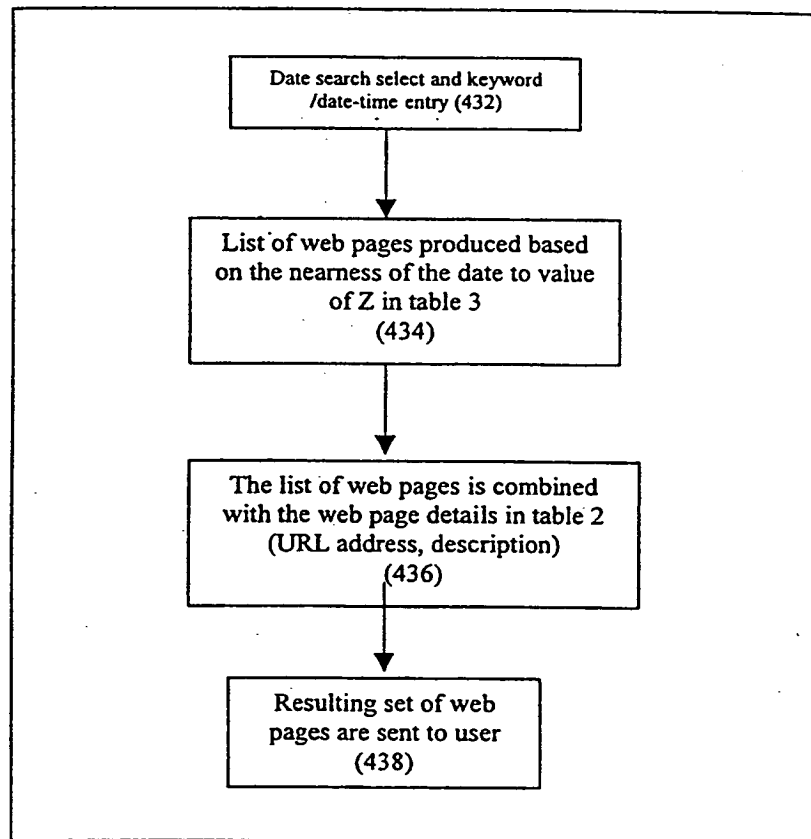 Date search select and keyword
/date-time entry (432)
List of web pages produced based
on the nearness of the date to value
of Z in table 3
(434)
The list of web pages is combined
with the web page details in table 2
(URL address, description)
(436)
Resulting set of web
pages are sent to user
(438)